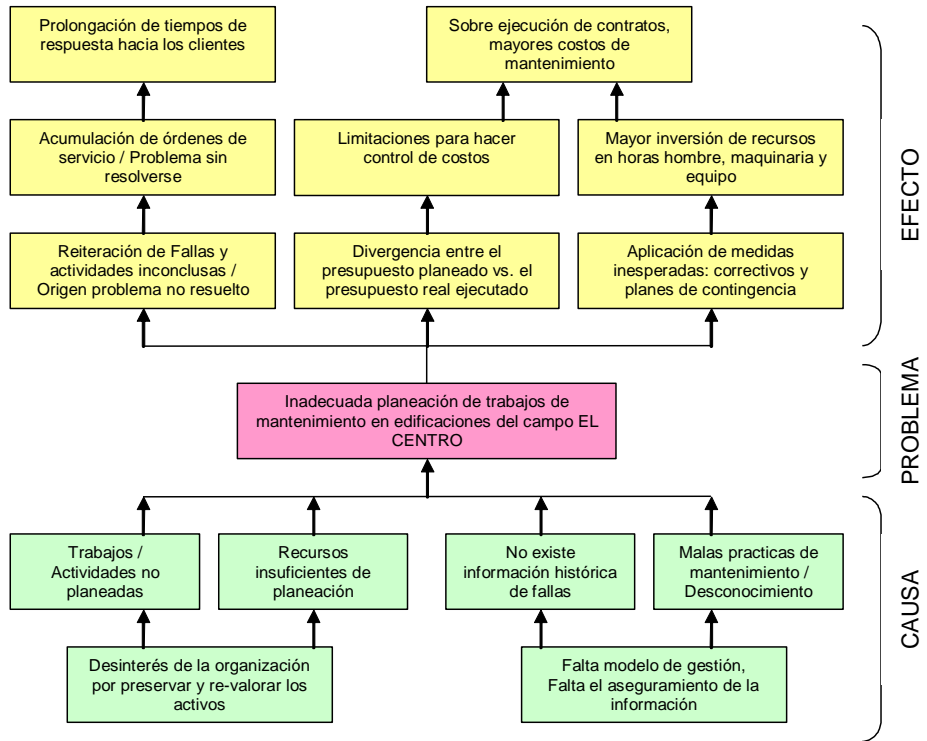 Prolongación de tiempos de
respuesta hacia los clientes
Sobre ejecución de contratos,
mayores costos de
mantenimiento
Acumulación de órdenes de
servicio / Problema sin
resolverse
Limitaciones para hacer
control de costos
Mayor inversión de recursos
en horas hombre, maquinaria y
equipo
Reiteración de Fallas y
actividades inconclusas /
Origen problema no resuelto
Divergencia entre el
presupuesto planeado vs. el
presupuesto real ejecutado
Aplicación de medidas
inesperadas: correctivos y
planes de contingencia
EFECTO
Inadecuada planeación de trabajos de
mantenimiento en edificaciones del campo EL
CENTRO
PROBLEMA
Trabajos /
Actividades no
planeadas
Recursos
insuficientes de
planeación
No existe
información histórica
de fallas
Malas practicas de
mantenimiento /
Desconocimiento
Desinterés de la organización
por preservar y re-valorar los
activos
Falta modelo de gestión,
Falta el aseguramiento de la
información
CAUSA